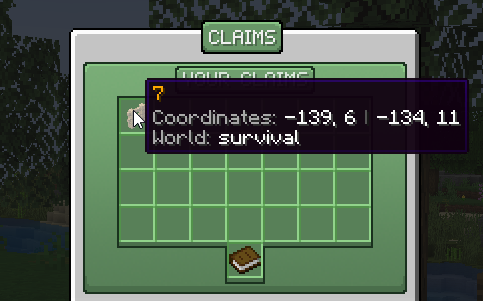 CLAIMS
YOUR CLAIMS
7
Coordinates: -139, 6 | -134, 11
World: survival